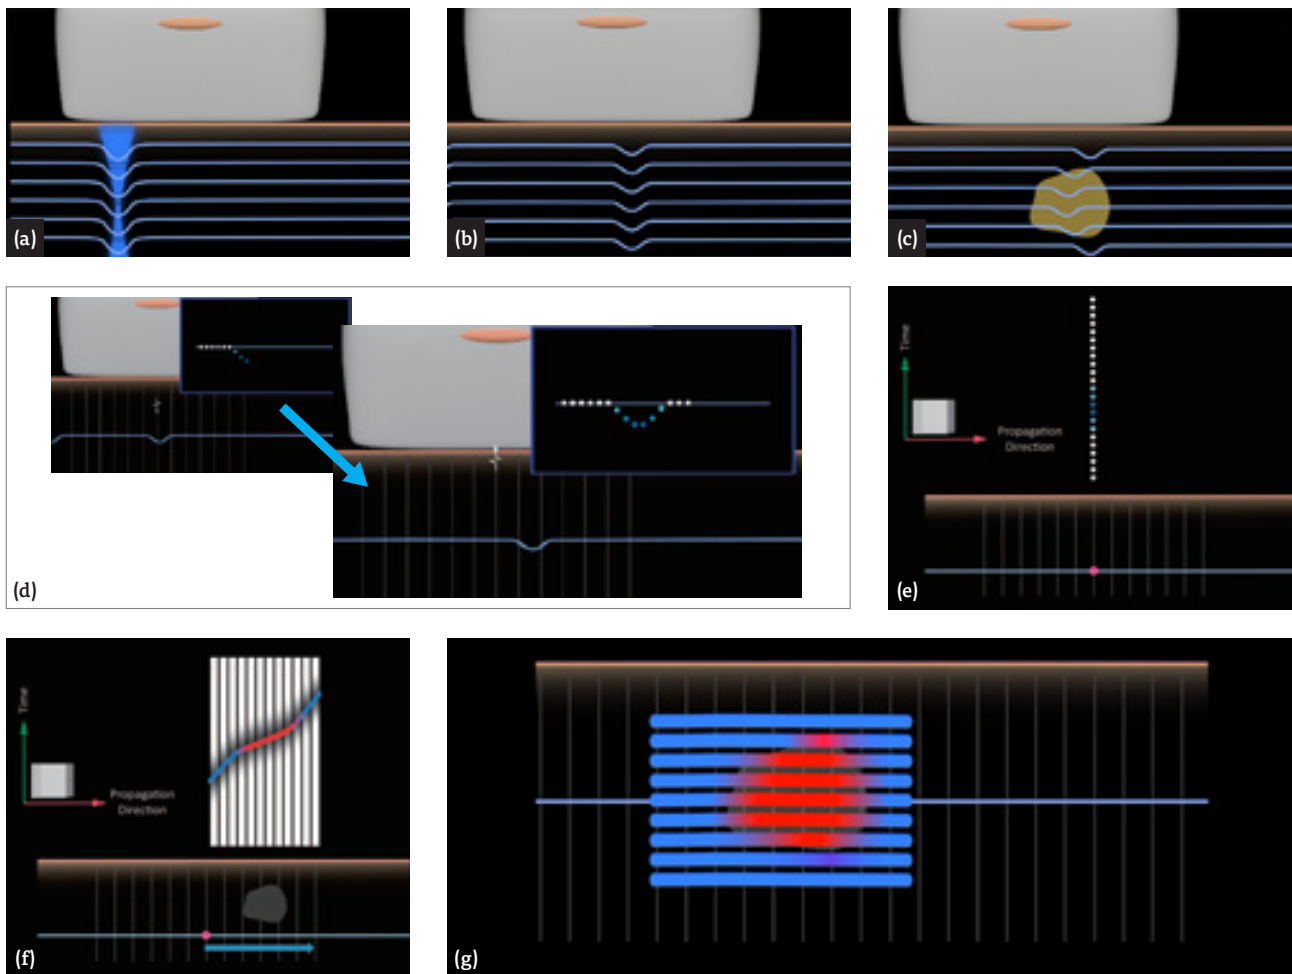 (a)
(b)
(c)
(d)
Time
Propagation
Direction
(e)
Time
Propagation
Direction
(f)
(g)